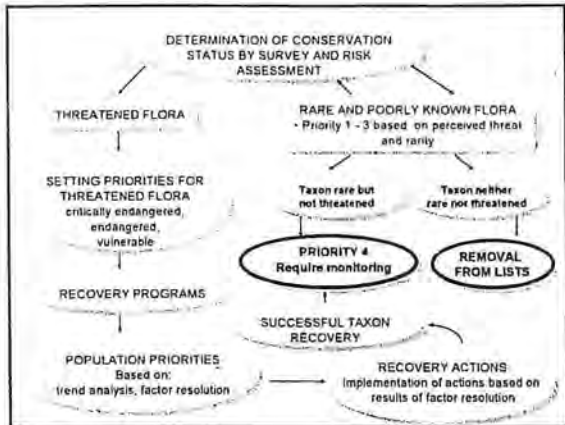 DETERMINATION OF CONSERVATION
STATUS BY SURVEY AND RISK
ASSESSMENT
THREATENED FLORA
RARE AND POORLY KNOWN FLORA
- Priority 1 - 3 based on perceived threat
and rarity
SETTING PRIORITIES FOR
THREATENED FLORA
critically endangered,
endangered,
vulnerable
Taxon rare but
not threatened
Taxon neither
rare nor threatened
PRIORITY 4
Require monitoring
REMOVAL
FROM LISTS
RECOVERY PROGRAMS
SUCCESSFUL TAXON
RECOVERY
POPULATION PRIORITIES
Based on:
trend analysis, factor resolution
RECOVERY ACTIONS
Implementation of actions based on
results of factor resolution